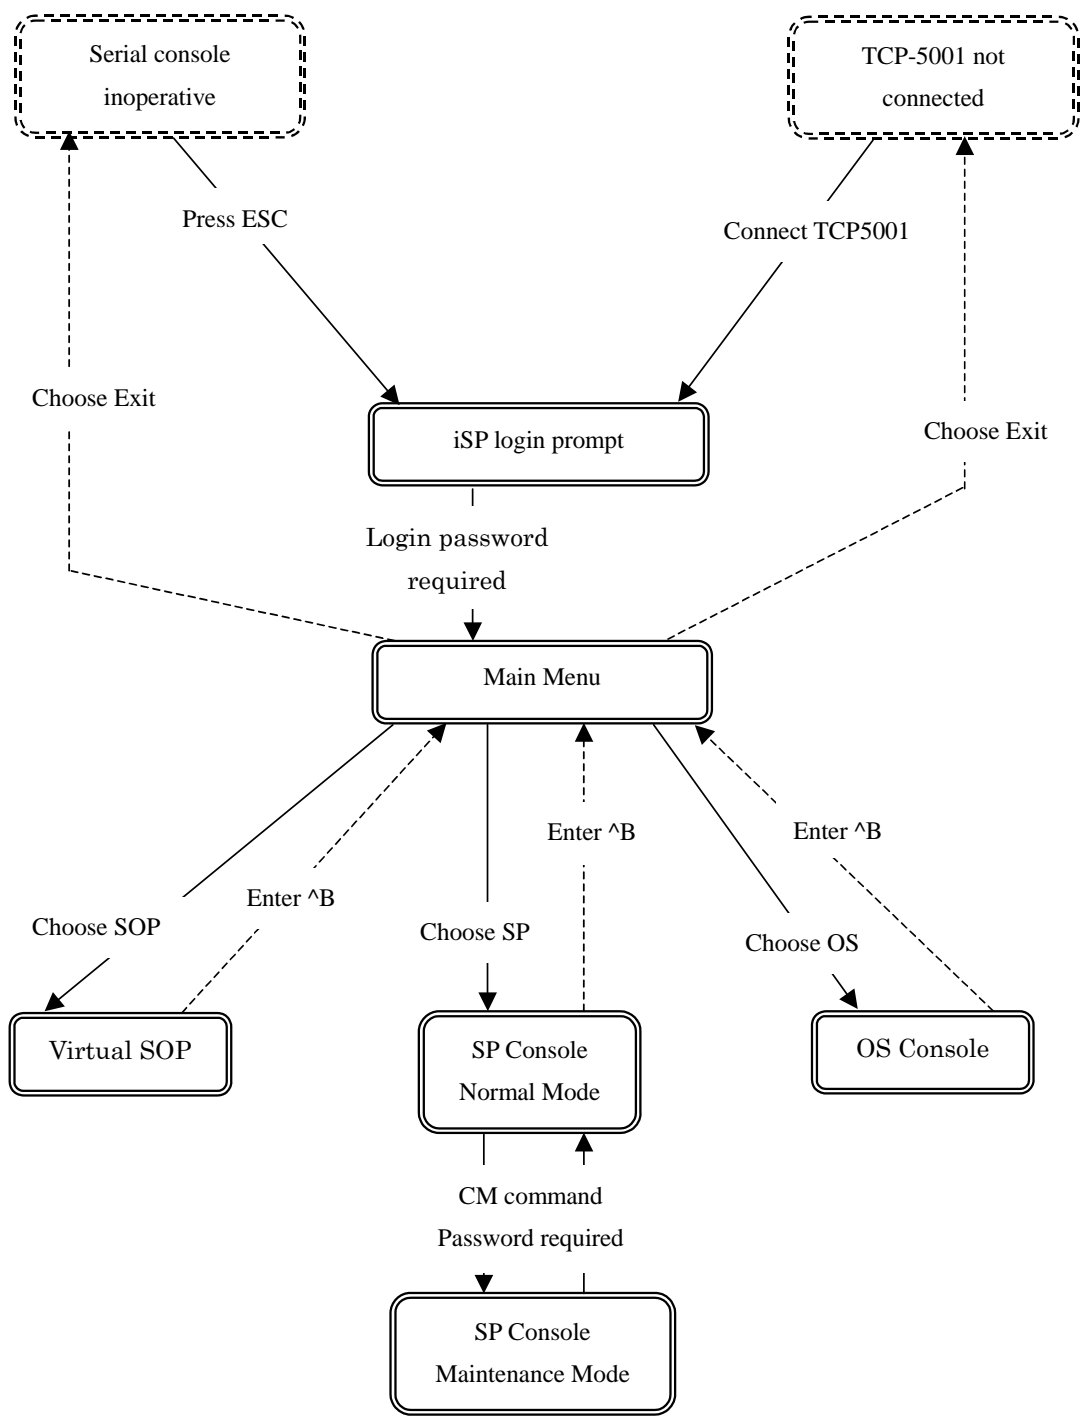 Serial console
inoperative
TCP-5001 not
connected
Press ESC
Connect TCP5001
Choose Exit
Choose Exit
iSP login prompt
Login password
required
Main Menu
Enter ^B
Enter ^B
Enter ^B
Choose SOP
Choose SP
Choose OS
Virtual SOP
SP Console
Normal Mode
OS Console
CM command
Password required
SP Console
Maintenance Mode